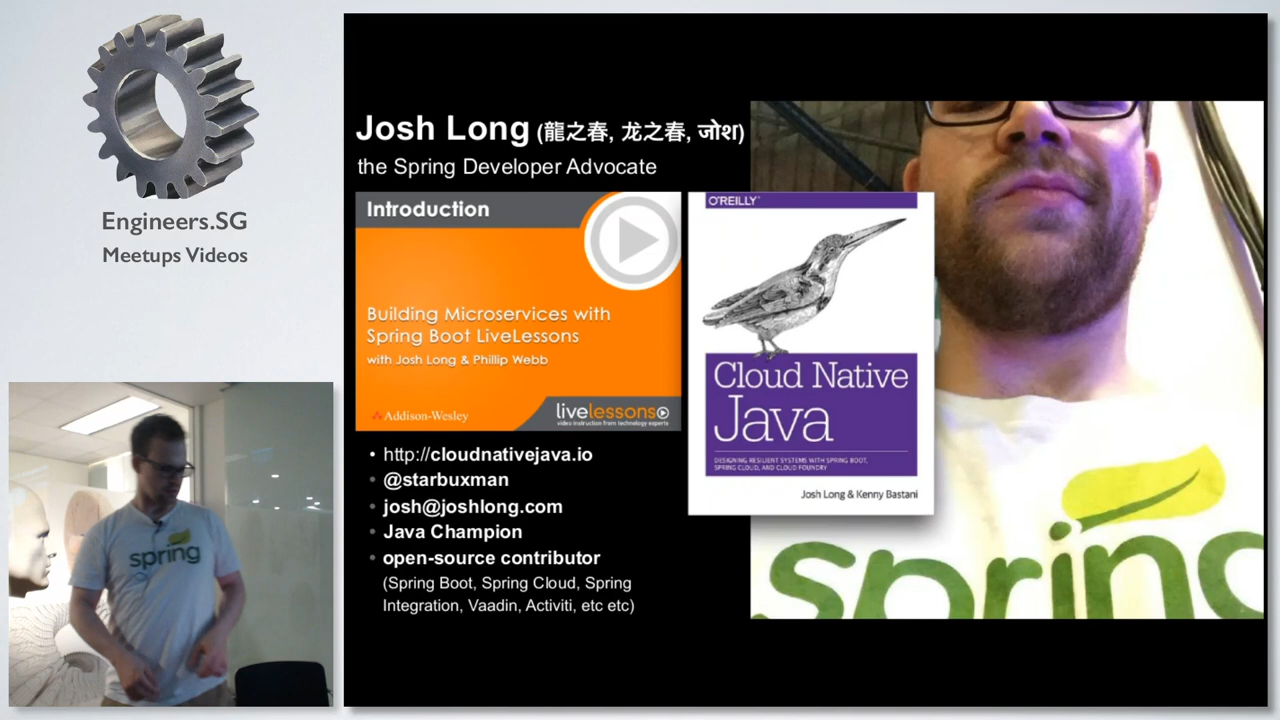 Engineers.SG
Meetups Videos
Josh Long (龍之春, 龙之春, जोश)
the Spring Developer Advocate
Introduction
Building Microservices with
Spring Boot LiveLessons
with Josh Long & Phillip Webb
Addison-Wesley
livelessons
video instruction from technology experts
O'REILLY®
Cloud Native
Java
DESIGNING RESILIENT SYSTEMS WITH SPRING BOOT,
SPRING CLOUD, AND CLOUD FOUNDRY
Josh Long & Kenny Bastani
• http://cloudnativejava.io
• @starbuxman
• josh@joshlong.com
• Java Champion
• open-source contributor
(Spring Boot, Spring Cloud, Spring
Integration, Vaadin, Activiti, etc etc)
spring
spring